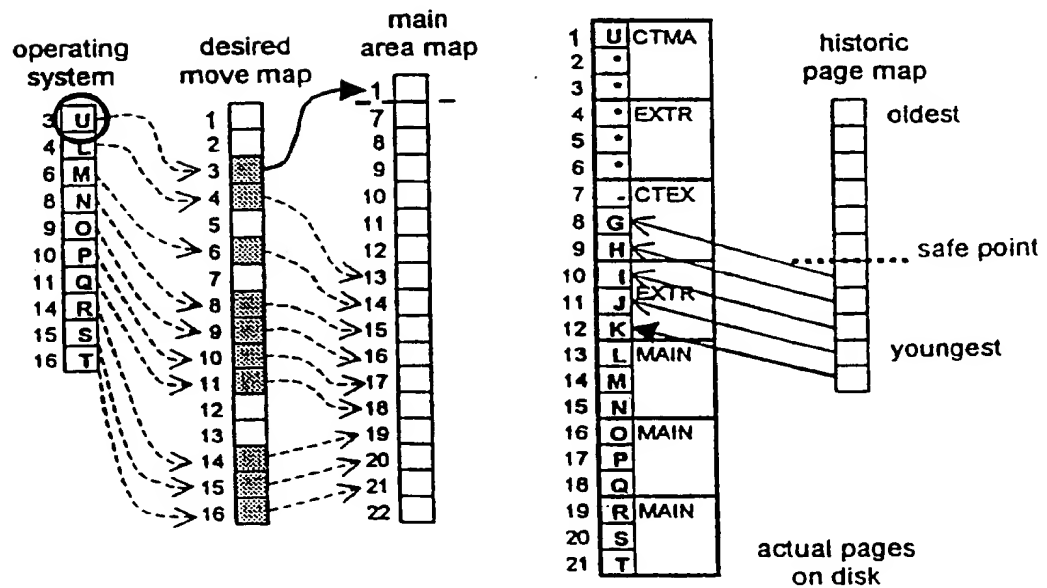 operating
system
3 U
4 L
6 M
8 N
9 O
10 P
11 Q
14 R
15 S
16 T
desired
move map
1
2
3
4
5
6
7
8
9
10
11
12
13
14
15
16
main
area map
1
7
8
9
10
11
12
13
14
15
16
17
18
19
20
21
22
1 U CTMA
2 *
3 *
4 * EXTR
5 *
6 *
7 - CTEX
8 G
9 H
10 I
11 J EXTR
12 K
13 L MAIN
14 M
15 N
16 O MAIN
17 P
18 Q
19 R MAIN
20 S
21 T
actual pages
on disk
historic
page map
oldest
safe point
youngest